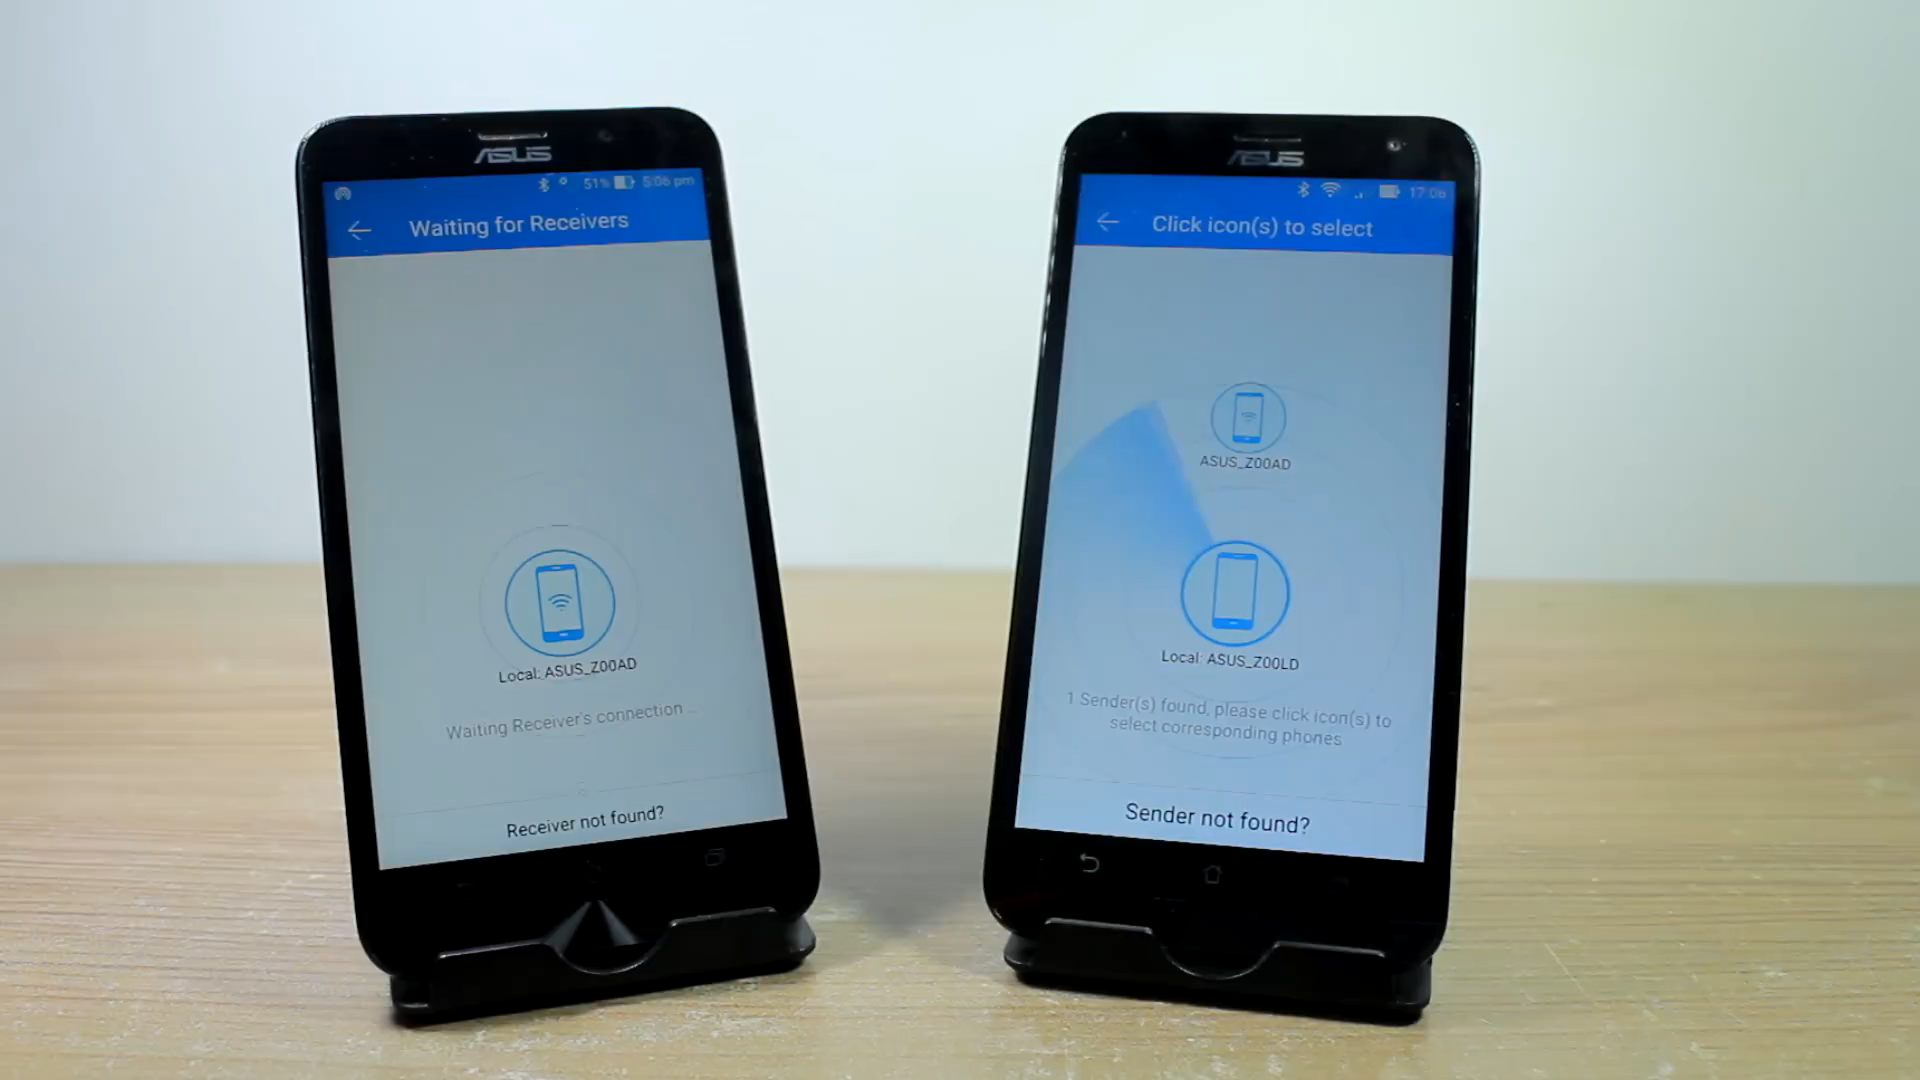 ASUS
51% 5:06 pm
Waiting for Receivers
Local: ASUS_Z00AD
Waiting Receiver's connection ...
Receiver not found?
ASUS
17:06
Click icon(s) to select
ASUS_Z00AD
Local: ASUS_Z00LD
1 Sender(s) found, please click icon(s) to
select corresponding phones
Sender not found?